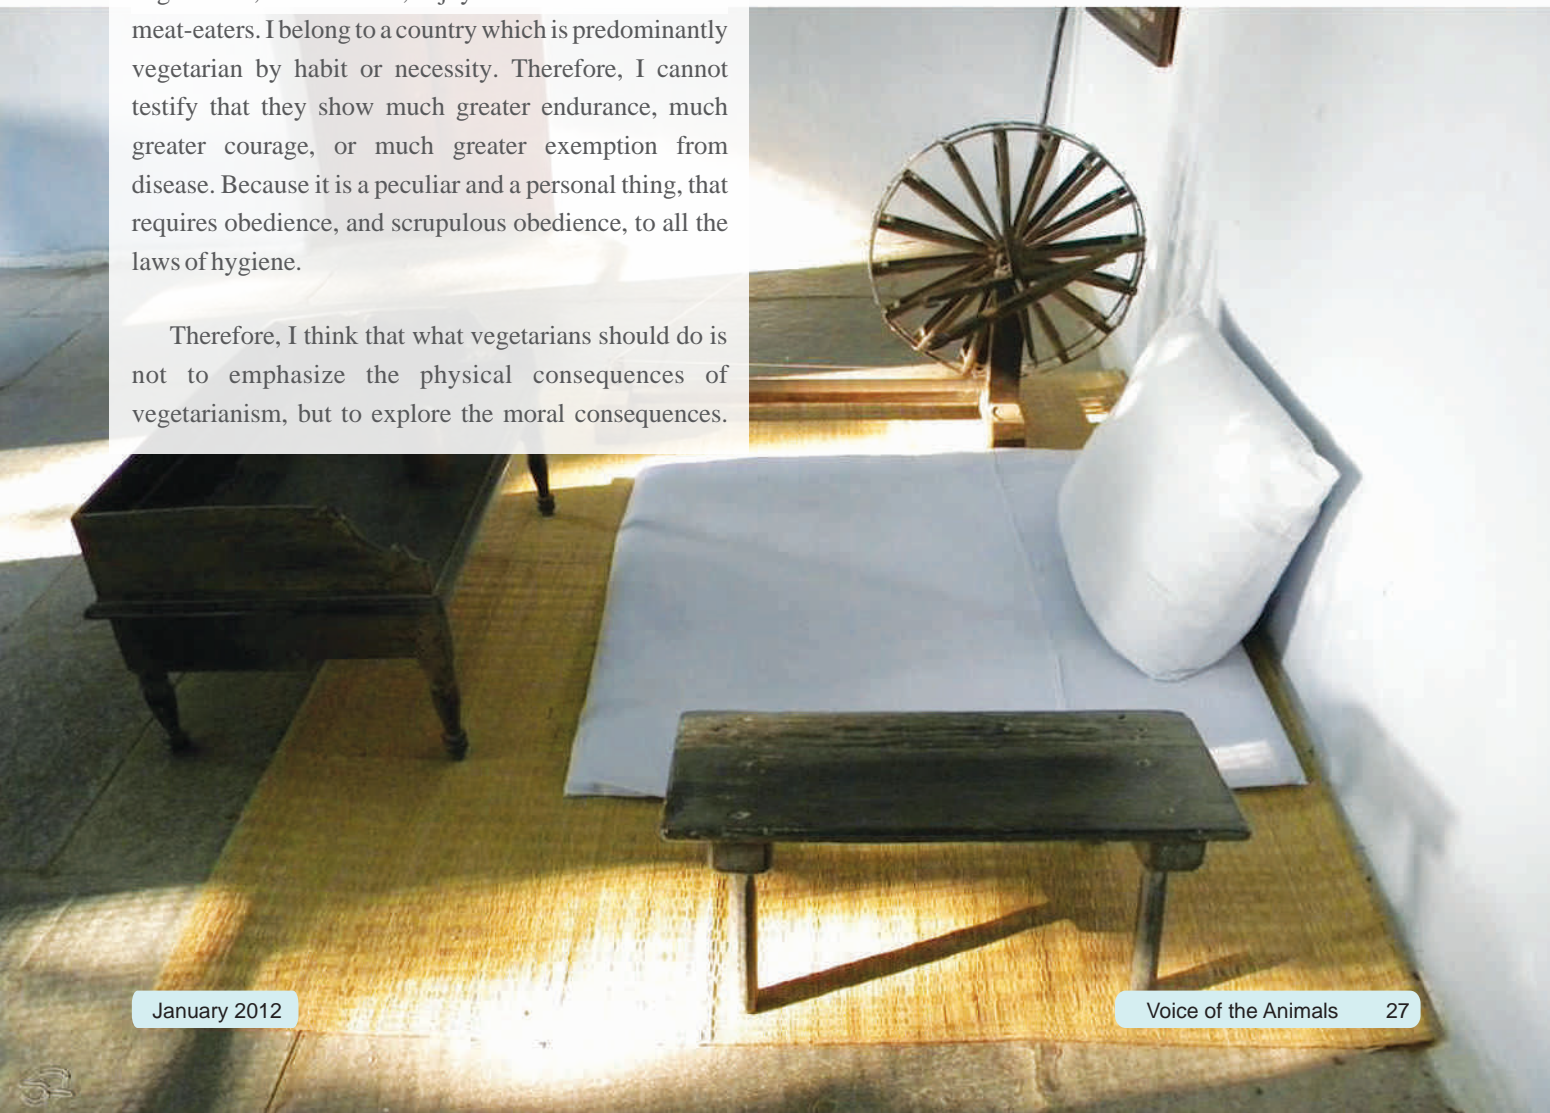 meat-eaters. I belong to a country which is predominantly
vegetarian by habit or necessity. Therefore, I cannot
testify that they show much greater endurance, much
greater courage, or much greater exemption from
disease. Because it is a peculiar and a personal thing, that
requires obedience, and scrupulous obedience, to all the
laws of hygiene.
Therefore, I think that what vegetarians should do is
not to emphasize the physical consequences of
vegetarianism, but to explore the moral consequences.
January 2012
Voice of the Animals 27